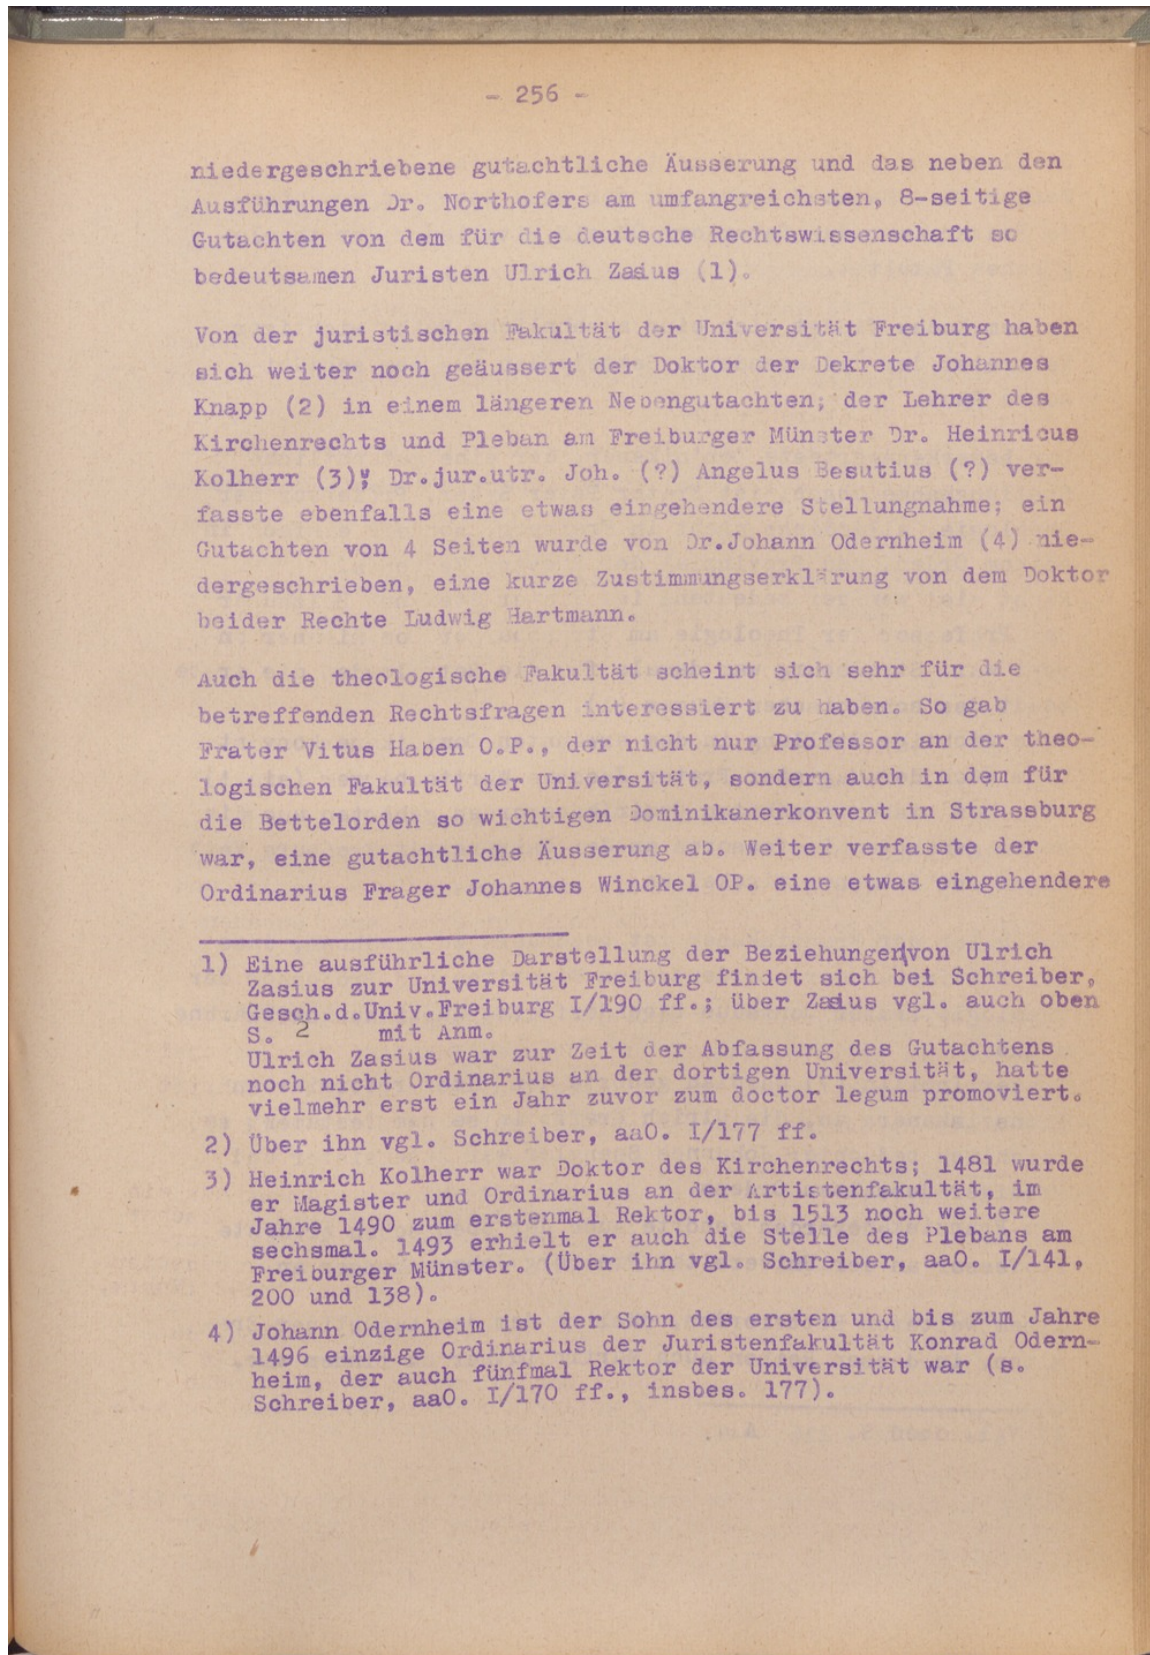 - 256 -
niedergeschriebene gutachtliche Äusserung und das neben den
Ausführungen Dr. Northofers am umfangreichsten, 8-seitige
Gutachten von dem für die deutsche Rechtswissenschaft so
bedeutsamen Juristen Ulrich Zasius (1).
Von der juristischen Fakultät der Universität Freiburg haben
sich weiter noch geäussert der Doktor der Dekrete Johannes
Knapp (2) in einem längeren Nebengutachten; der Lehrer des
Kirchenrechts und Pleban am Freiburger Münster Dr. Heinricus
Kolherr (3); Dr.jur.utr. Joh. (?) Angelus Besutius (?) ver-
fasste ebenfalls eine etwas eingehendere Stellungnahme; ein
Gutachten von 4 Seiten wurde von Dr.Johann Odernheim (4) nie-
dergeschrieben, eine kurze Zustimmungserklärung von dem Doktor
beider Rechte Ludwig Hartmann.
Auch die theologische Fakultät scheint sich sehr für die
betreffenden Rechtsfragen interessiert zu haben. So gab
Frater Vitus Haben O.P., der nicht nur Professor an der theo-
logischen Fakultät der Universität, sondern auch in dem für
die Bettelorden so wichtigen Dominikanerkonvent in Strassburg
war, eine gutachtliche Äusserung ab. Weiter verfasste der
Ordinarius Frager Johannes Winckel OP. eine etwas eingehendere
1) Eine ausführliche Darstellung der Beziehungen von Ulrich
Zasius zur Universität Freiburg findet sich bei Schreiber,
Gesch.d.Univ.Freiburg I/190 ff.; über Zasius vgl. auch oben
S. 2 mit Anm.
Ulrich Zasius war zur Zeit der Abfassung des Gutachtens
noch nicht Ordinarius an der dortigen Universität, hatte
vielmehr erst ein Jahr zuvor zum doctor legum promoviert.
2) Über ihn vgl. Schreiber, aaO. I/177 ff.
3) Heinrich Kolherr war Doktor des Kirchenrechts; 1481 wurde
er Magister und Ordinarius an der Artistenfakultät, im
Jahre 1490 zum erstenmal Rektor, bis 1513 noch weitere
sechsmal. 1493 erhielt er auch die Stelle des Plebans am
Freiburger Münster. (Über ihn vgl. Schreiber, aaO. I/141,
200 und 138).
4) Johann Odernheim ist der Sohn des ersten und bis zum Jahre
1496 einzige Ordinarius der Juristenfakultät Konrad Odern-
heim, der auch fünfmal Rektor der Universität war (s.
Schreiber, aaO. I/170 ff., insbes. 177).